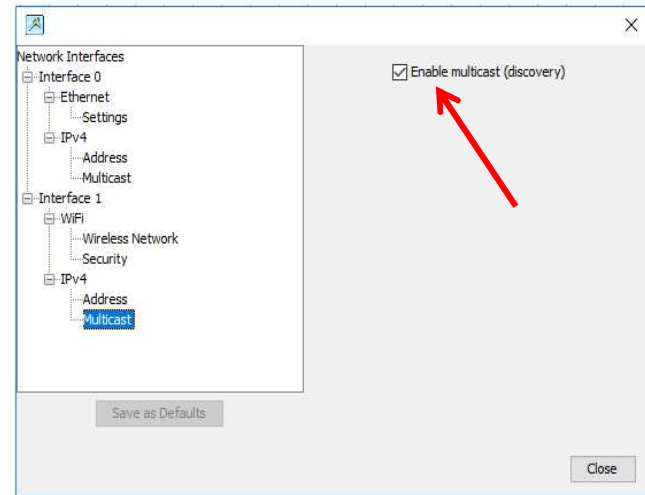 Network Interfaces
Interface 0
Ethernet
Settings
IPv4
Address
Multicast
Interface 1
WiFi
Wireless Network
Security
IPv4
Address
Multicast
Enable multicast (discovery)
Save as Defaults
Close